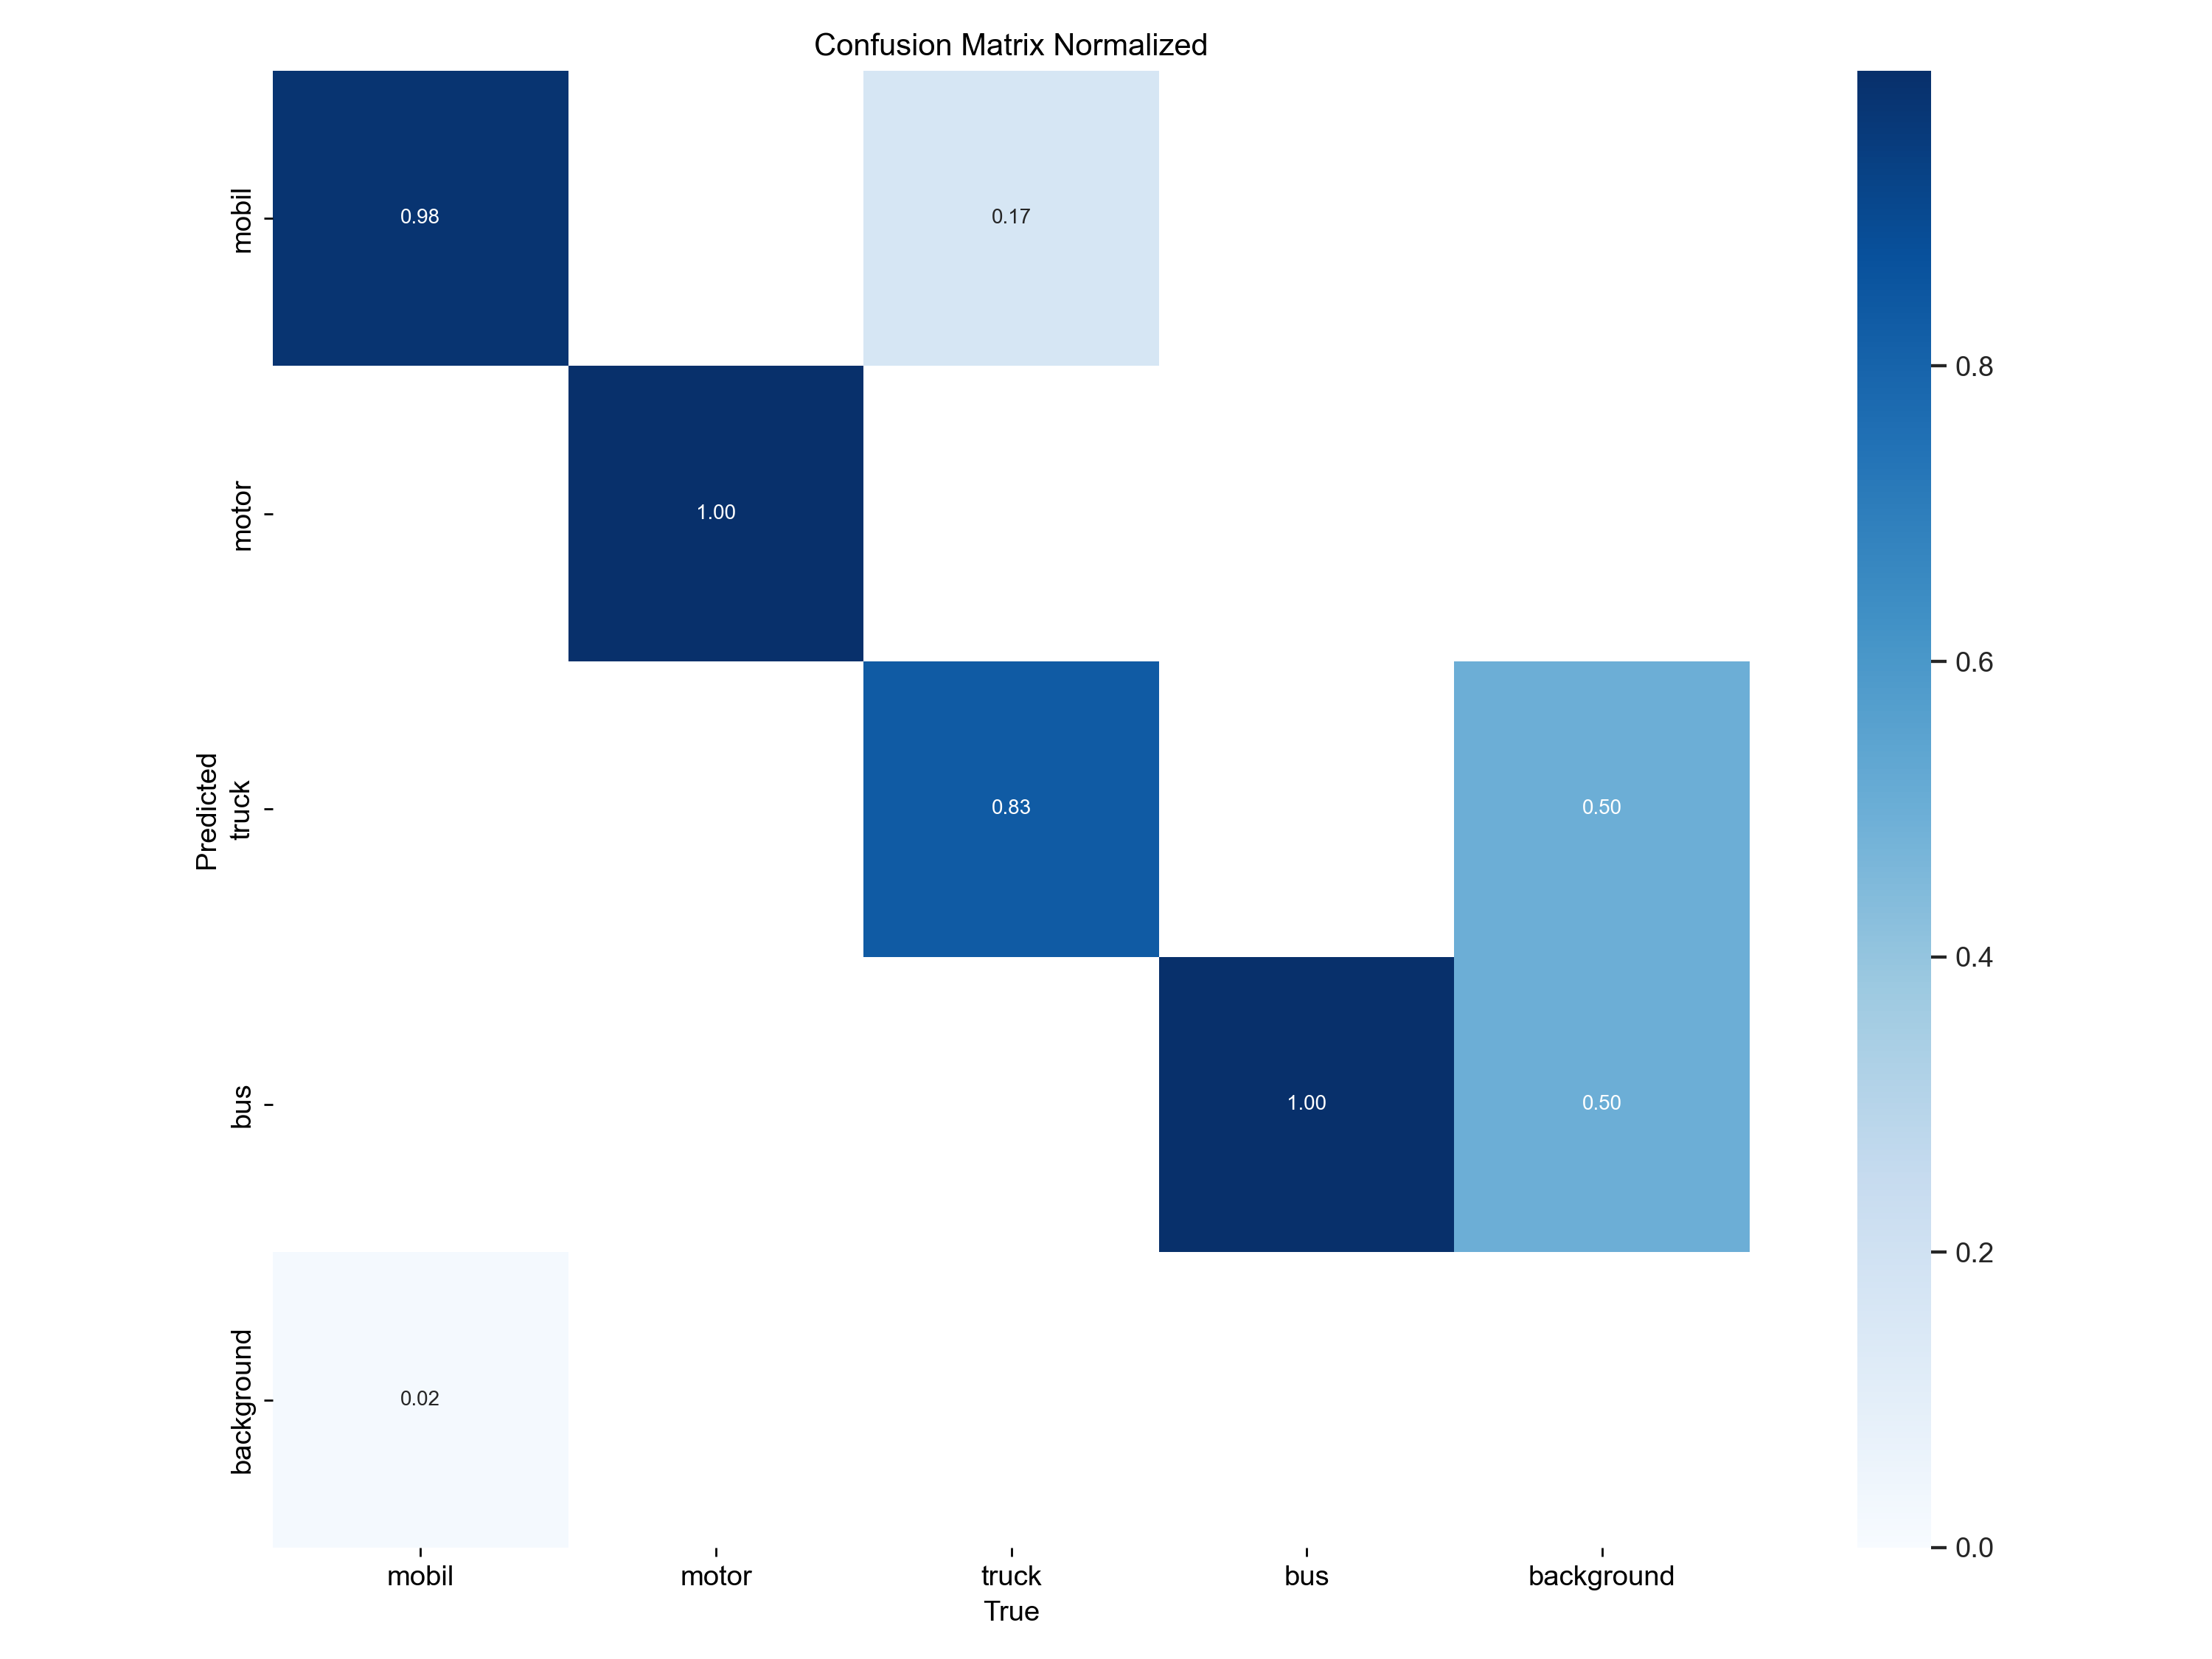 Confusion Matrix Normalized
mobil
0.98
0.17
motor
1.00
0.8
Predicted
truck
0.83
0.50
0.6
bus
1.00
0.50
0.4
background
0.02
0.2
0.0
mobil motor truck bus background
True